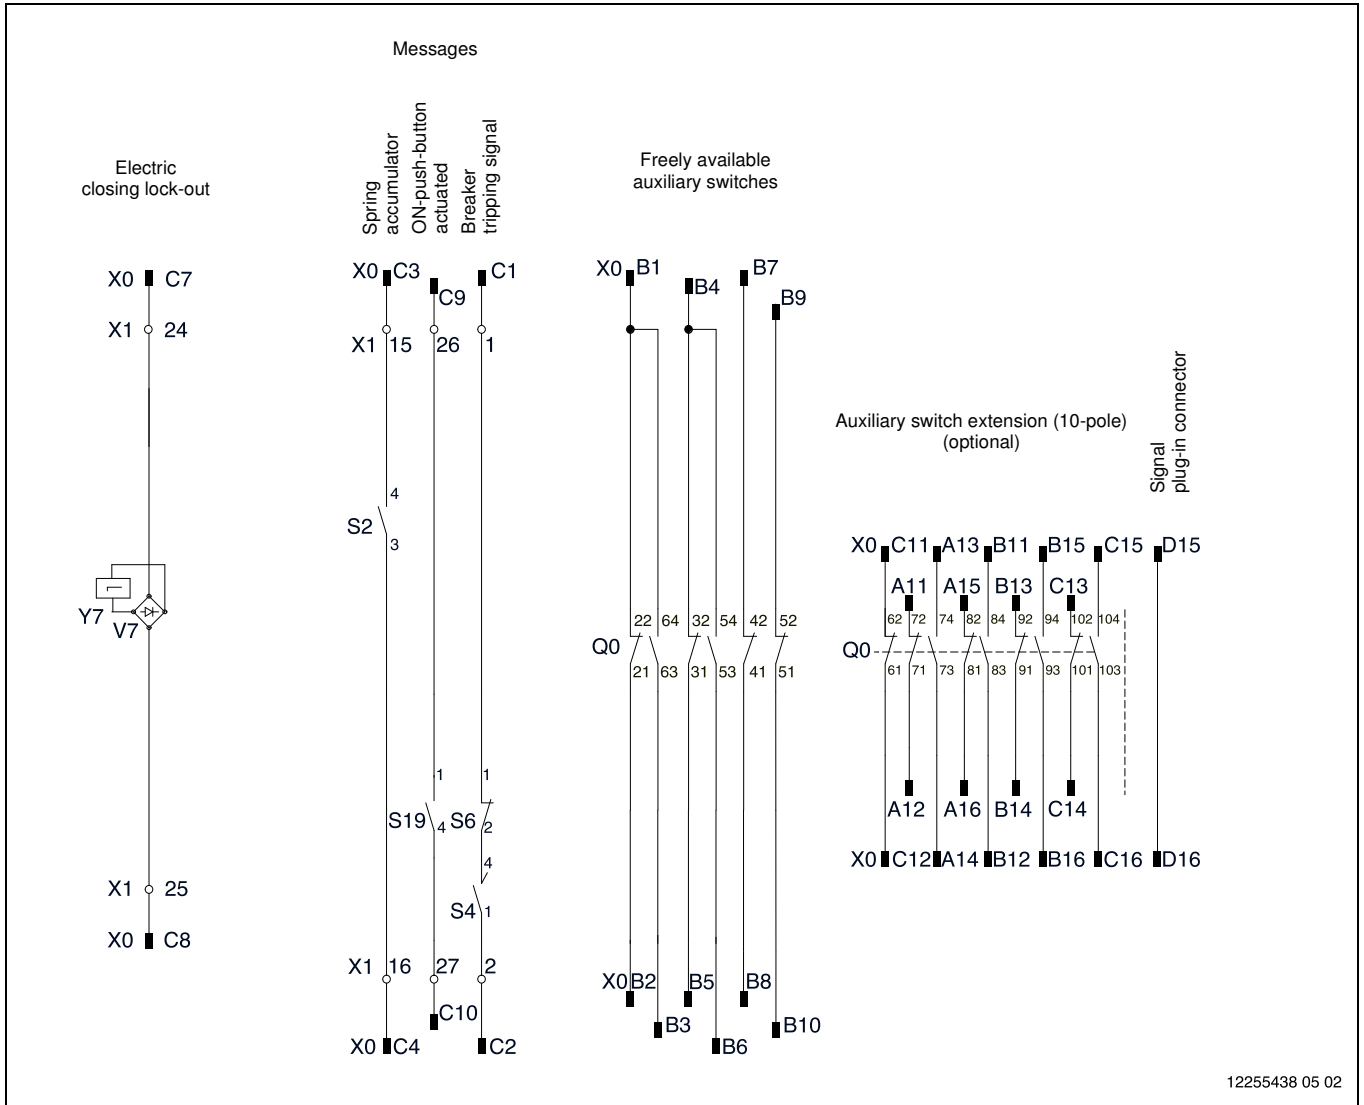 Messages
Electric
closing lock-out
Spring
accumulator
ON-push-button
actuated
Breaker
tripping signal
Freely available
auxiliary switches
Auxiliary switch extension (10-pole)
(optional)
Signal
plug-in connector
X0 C7
X1 24
Y7 V7
X1 25
X0 C8
X0 C3 C9 C1
X1 15 26 1
4
S2
3
1 1
S19 4 S6 2
4
S4 1
X1 16 27 2
C10
X0 C4 C2
X0 B1 B4 B7 B9
22 64 32 54 42 52
Q0
21 63 31 53 41 51
X0 B2 B5 B8
B3 B10
B6
X0 C11 A13 B11 B15 C15 D15
A11 A15 B13 C13
62 72 74 82 84 92 94 102 104
Q0
61 71 73 81 83 91 93 101 103
A12 A16 B14 C14
X0 C12 A14 B12 B16 C16 D16
12255438 05 02